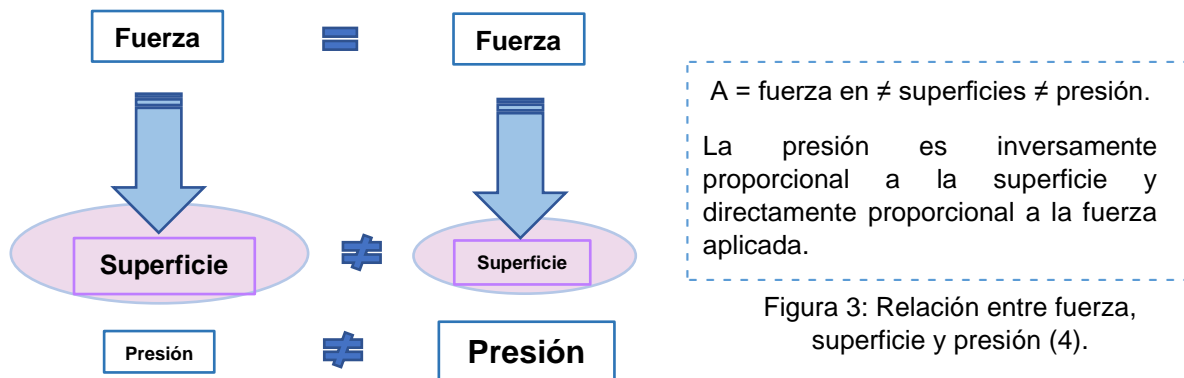 Fuerza = Fuerza
Superficie ≠ Superficie
Presión ≠ Presión
A = fuerza en ≠ superficies ≠ presión.
La presión es inversamente
proporcional a la superficie y
directamente proporcional a la fuerza
aplicada.
Figura 3: Relación entre fuerza,
superficie y presión (4).